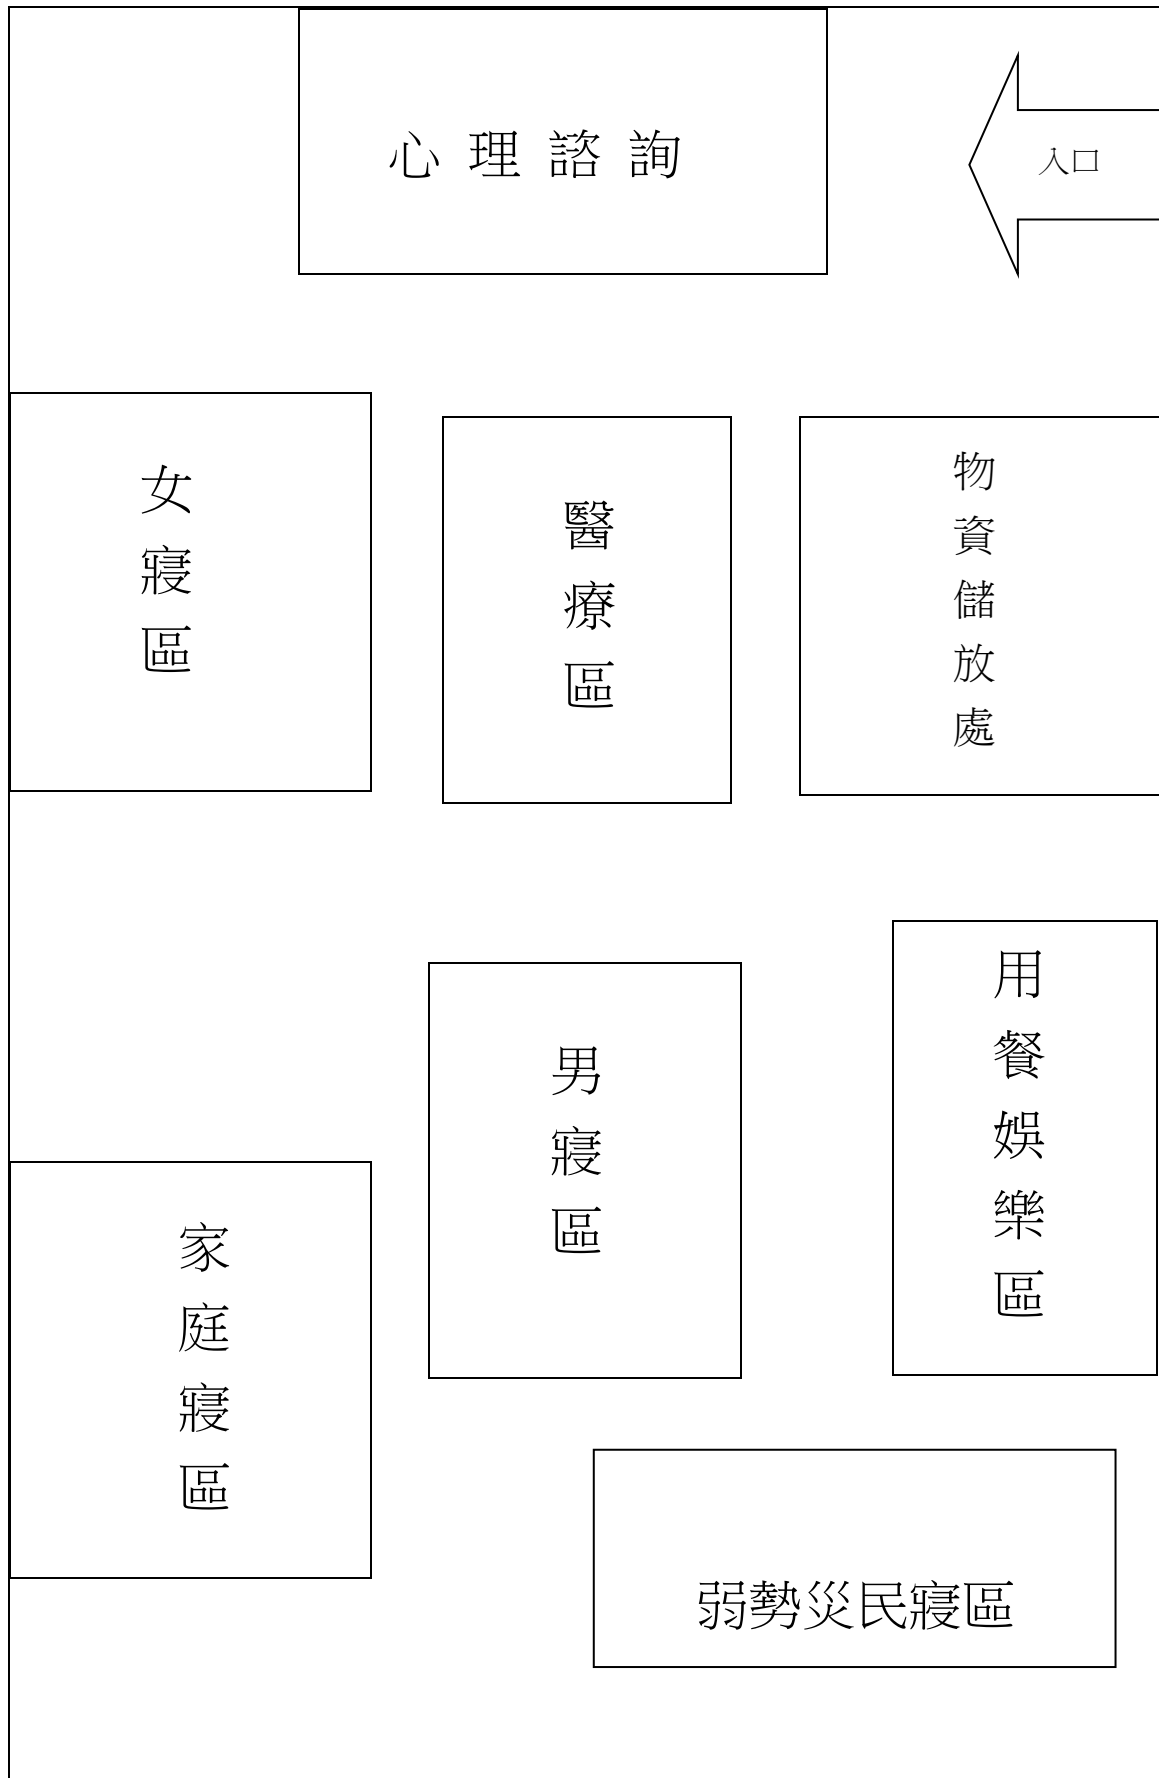 心理諮詢
入口
女寢區
醫療區
物資儲放處
男寢區
用餐娛樂區
家庭寢區
弱勢災民寢區